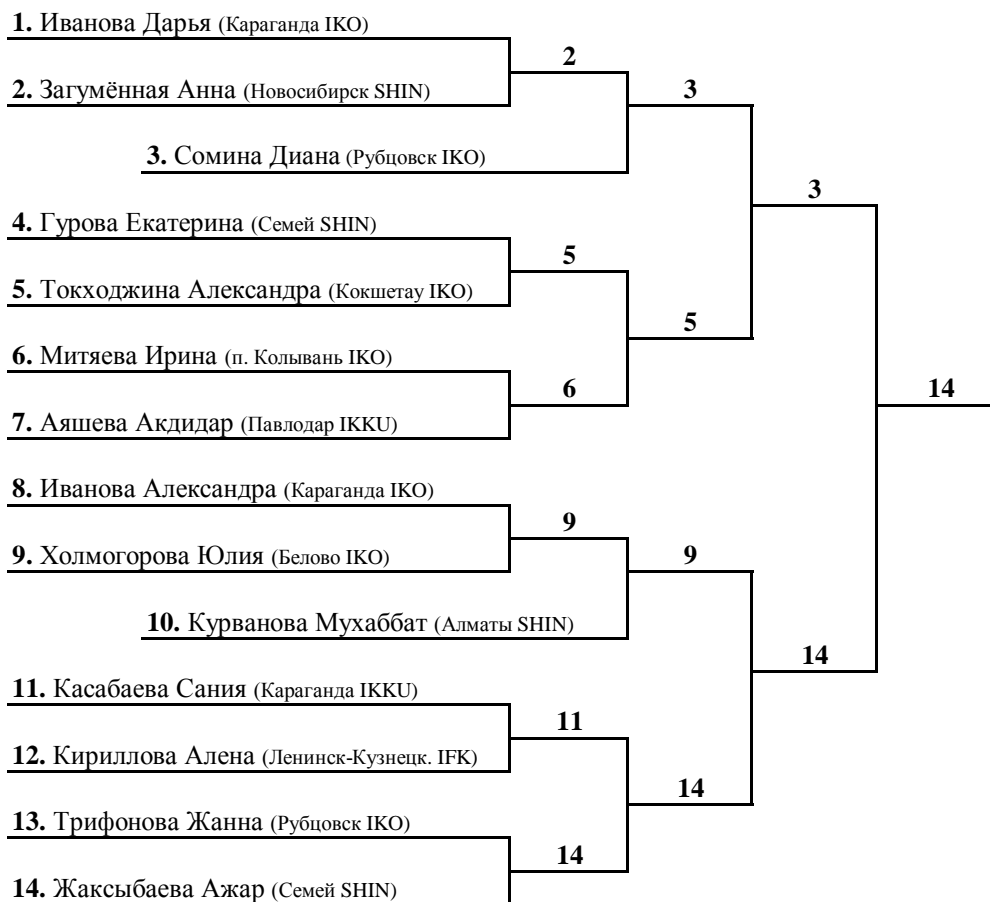 1. Иванова Дарья (Караганда IKO)
2
2. Загумённая Анна (Новосибирск SHIN)
3
3. Сомина Диана (Рубцовск IKO)
3
4. Гурова Екатерина (Семей SHIN)
5
5. Токходжина Александра (Кокшетау IKO)
5
6. Митяева Ирина (п. Колывань IKO)
6
14
7. Аяшева Акдидар (Павлодар IKKU)
8. Иванова Александра (Караганда IKO)
9
9. Холмогорова Юлия (Белово IKO)
9
10. Курванова Мухаббат (Алматы SHIN)
14
11. Касабаева Сания (Караганда IKKU)
11
12. Кириллова Алена (Ленинск-Кузнецк. IFK)
14
13. Трифонова Жанна (Рубцовск IKO)
14
14. Жаксыбаева Ажар (Семей SHIN)